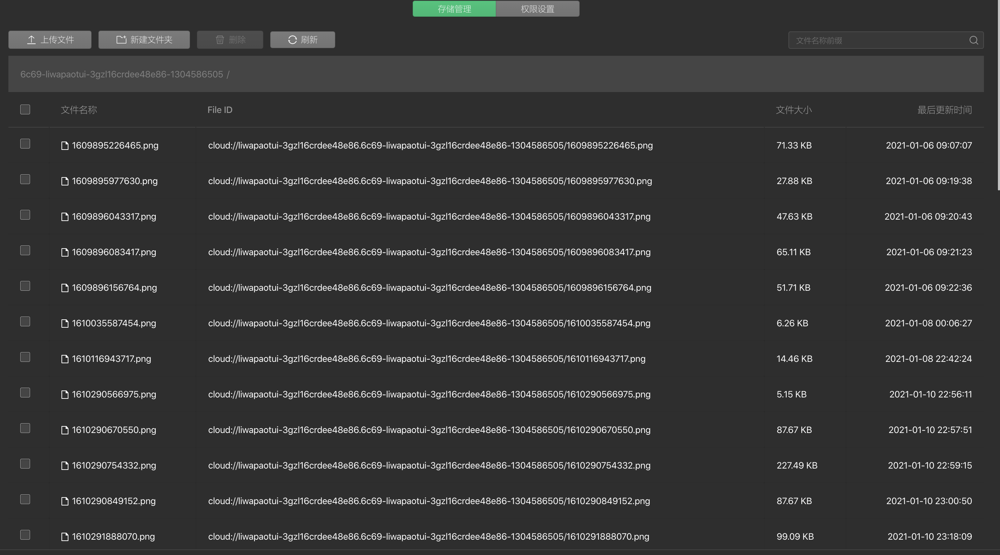 存储管理 权限设置
上传文件 新建文件夹 删除 刷新 文件名称前缀
6c69-liwapaotui-3gzl16crdee48e86-1304586505 /
文件名称 File ID 文件大小 最后更新时间
1609895226465.png cloud://liwapaotui-3gzl16crdee48e86.6c69-liwapaotui-3gzl16crdee48e86-1304586505/1609895226465.png 71.33 KB 2021-01-06 09:07:07
1609895977630.png cloud://liwapaotui-3gzl16crdee48e86.6c69-liwapaotui-3gzl16crdee48e86-1304586505/1609895977630.png 27.88 KB 2021-01-06 09:19:38
1609896043317.png cloud://liwapaotui-3gzl16crdee48e86.6c69-liwapaotui-3gzl16crdee48e86-1304586505/1609896043317.png 47.63 KB 2021-01-06 09:20:43
1609896083417.png cloud://liwapaotui-3gzl16crdee48e86.6c69-liwapaotui-3gzl16crdee48e86-1304586505/1609896083417.png 65.11 KB 2021-01-06 09:21:23
1609896156764.png cloud://liwapaotui-3gzl16crdee48e86.6c69-liwapaotui-3gzl16crdee48e86-1304586505/1609896156764.png 51.71 KB 2021-01-06 09:22:36
1610035587454.png cloud://liwapaotui-3gzl16crdee48e86.6c69-liwapaotui-3gzl16crdee48e86-1304586505/1610035587454.png 6.26 KB 2021-01-08 00:06:27
1610116943717.png cloud://liwapaotui-3gzl16crdee48e86.6c69-liwapaotui-3gzl16crdee48e86-1304586505/1610116943717.png 14.46 KB 2021-01-08 22:42:24
1610290566975.png cloud://liwapaotui-3gzl16crdee48e86.6c69-liwapaotui-3gzl16crdee48e86-1304586505/1610290566975.png 5.15 KB 2021-01-10 22:56:11
1610290670550.png cloud://liwapaotui-3gzl16crdee48e86.6c69-liwapaotui-3gzl16crdee48e86-1304586505/1610290670550.png 87.67 KB 2021-01-10 22:57:51
1610290754332.png cloud://liwapaotui-3gzl16crdee48e86.6c69-liwapaotui-3gzl16crdee48e86-1304586505/1610290754332.png 227.49 KB 2021-01-10 22:59:15
1610290849152.png cloud://liwapaotui-3gzl16crdee48e86.6c69-liwapaotui-3gzl16crdee48e86-1304586505/1610290849152.png 87.67 KB 2021-01-10 23:00:50
1610291888070.png cloud://liwapaotui-3gzl16crdee48e86.6c69-liwapaotui-3gzl16crdee48e86-1304586505/1610291888070.png 99.09 KB 2021-01-10 23:18:09